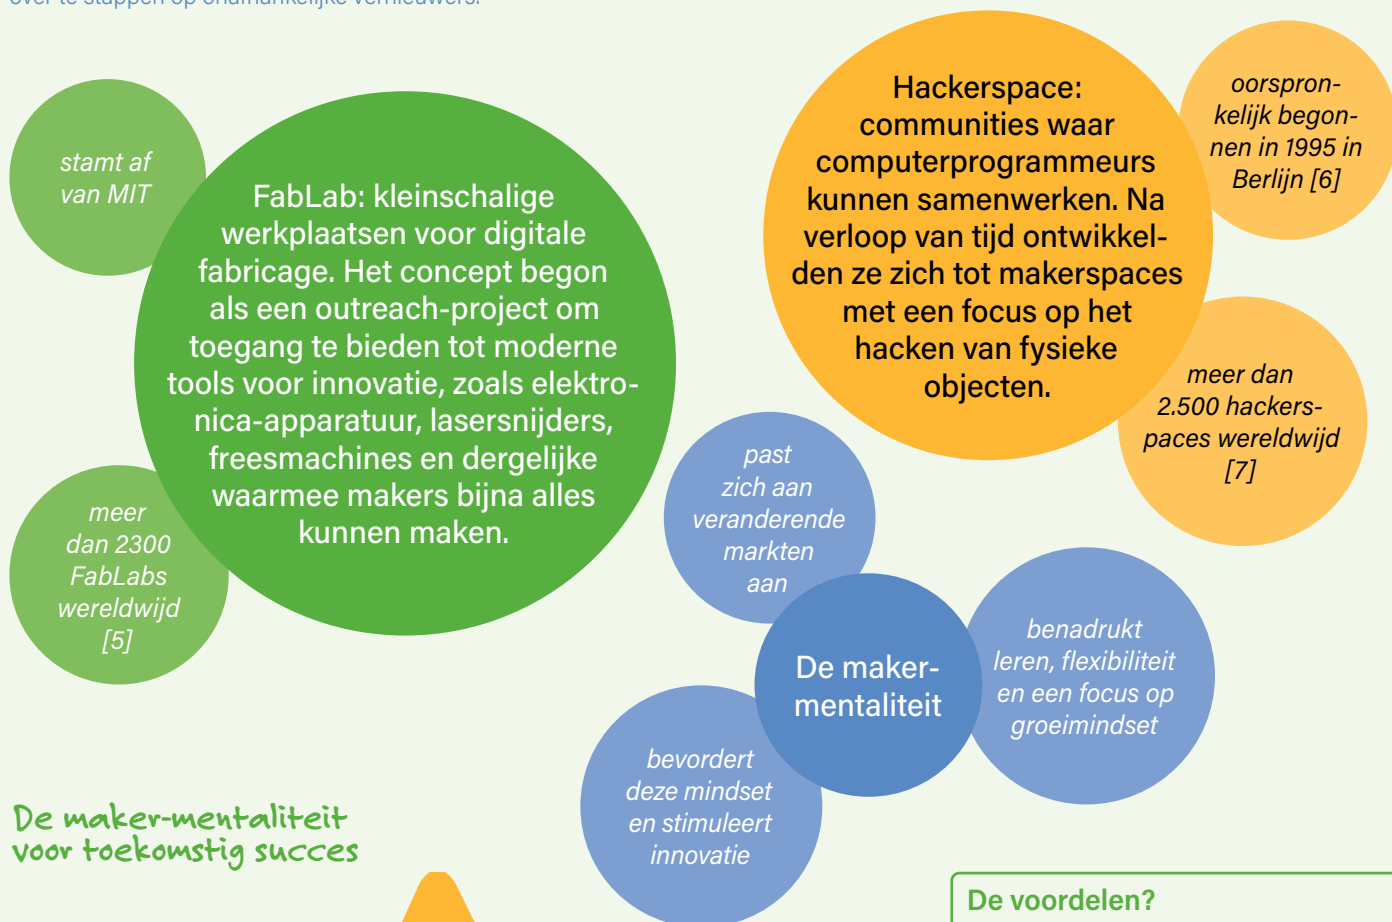 over te stappen op onafhankelijke vernieuwers.
stamt af
van MIT
FabLab: kleinschalige
werkplaatsen voor digitale
fabricage. Het concept begon
als een outreach-project om
toegang te bieden tot moderne
tools voor innovatie, zoals elektro-
nica-apparatuur, lasersnijders,
freesmachines en dergelijke
waarmee makers bijna alles
kunnen maken.
meer
dan 2300
FabLabs
wereldwijd
[5]
Hackerspace:
communities waar
computerprogrammeurs
kunnen samenwerken. Na
verloop van tijd ontwikkel-
den ze zich tot makerspaces
met een focus op het
hacken van fysieke
objecten.
oorspron-
kelijk begon-
nen in 1995 in
Berlijn [6]
meer dan
2.500 hackers-
paces wereldwijd
[7]
past
zich aan
veranderende
markten
aan
De maker-
mentaliteit
benadrukt
leren, flexibiliteit
en een focus op
groeimindset
bevordert
deze mindset
en stimuleert
innovatie
De maker-mentaliteit
voor toekomstig succes
De voordelen?